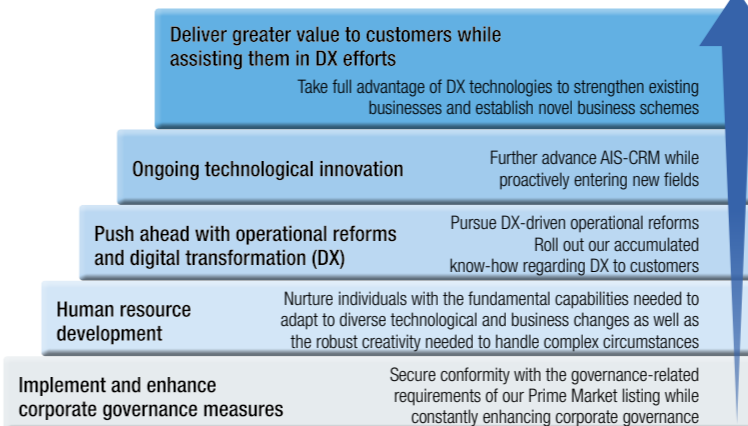 Deliver greater value to customers while
assisting them in DX efforts
Take full advantage of DX technologies to strengthen existing
businesses and establish novel business schemes
Ongoing technological innovation
Further advance AIS-CRM while
proactively entering new fields
Push ahead with operational reforms
and digital transformation (DX)
Pursue DX-driven operational reforms
Roll out our accumulated
know-how regarding DX to customers
Human resource
development
Nurture individuals with the fundamental capabilities needed to
adapt to diverse technological and business changes as well as
the robust creativity needed to handle complex circumstances
Implement and enhance
corporate governance measures
Secure conformity with the governance-related
requirements of our Prime Market listing while
constantly enhancing corporate governance